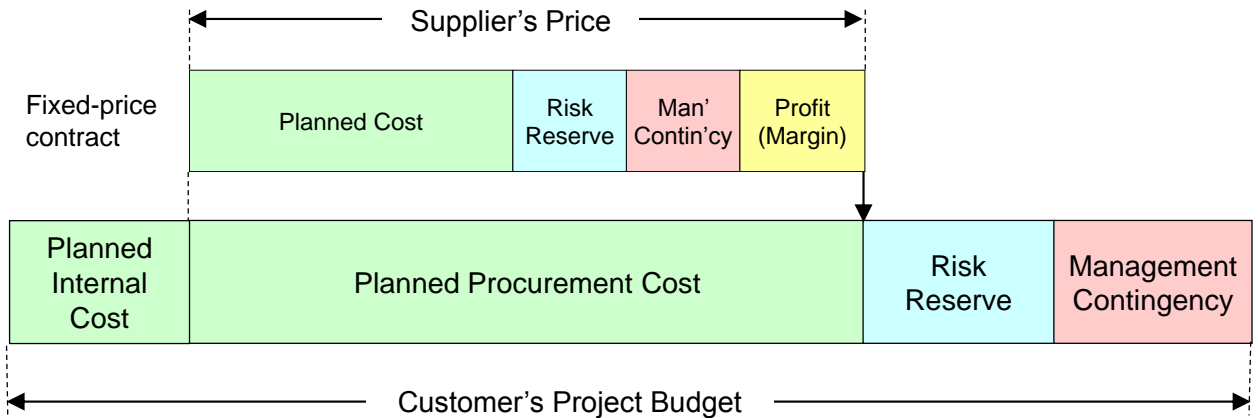 Supplier’s Price
Fixed-price
contract
Planned Cost
Risk
Reserve
Man’
Contin’cy
Profit
(Margin)
Planned
Internal
Cost
Planned Procurement Cost
Risk
Reserve
Management
Contingency
Customer’s Project Budget